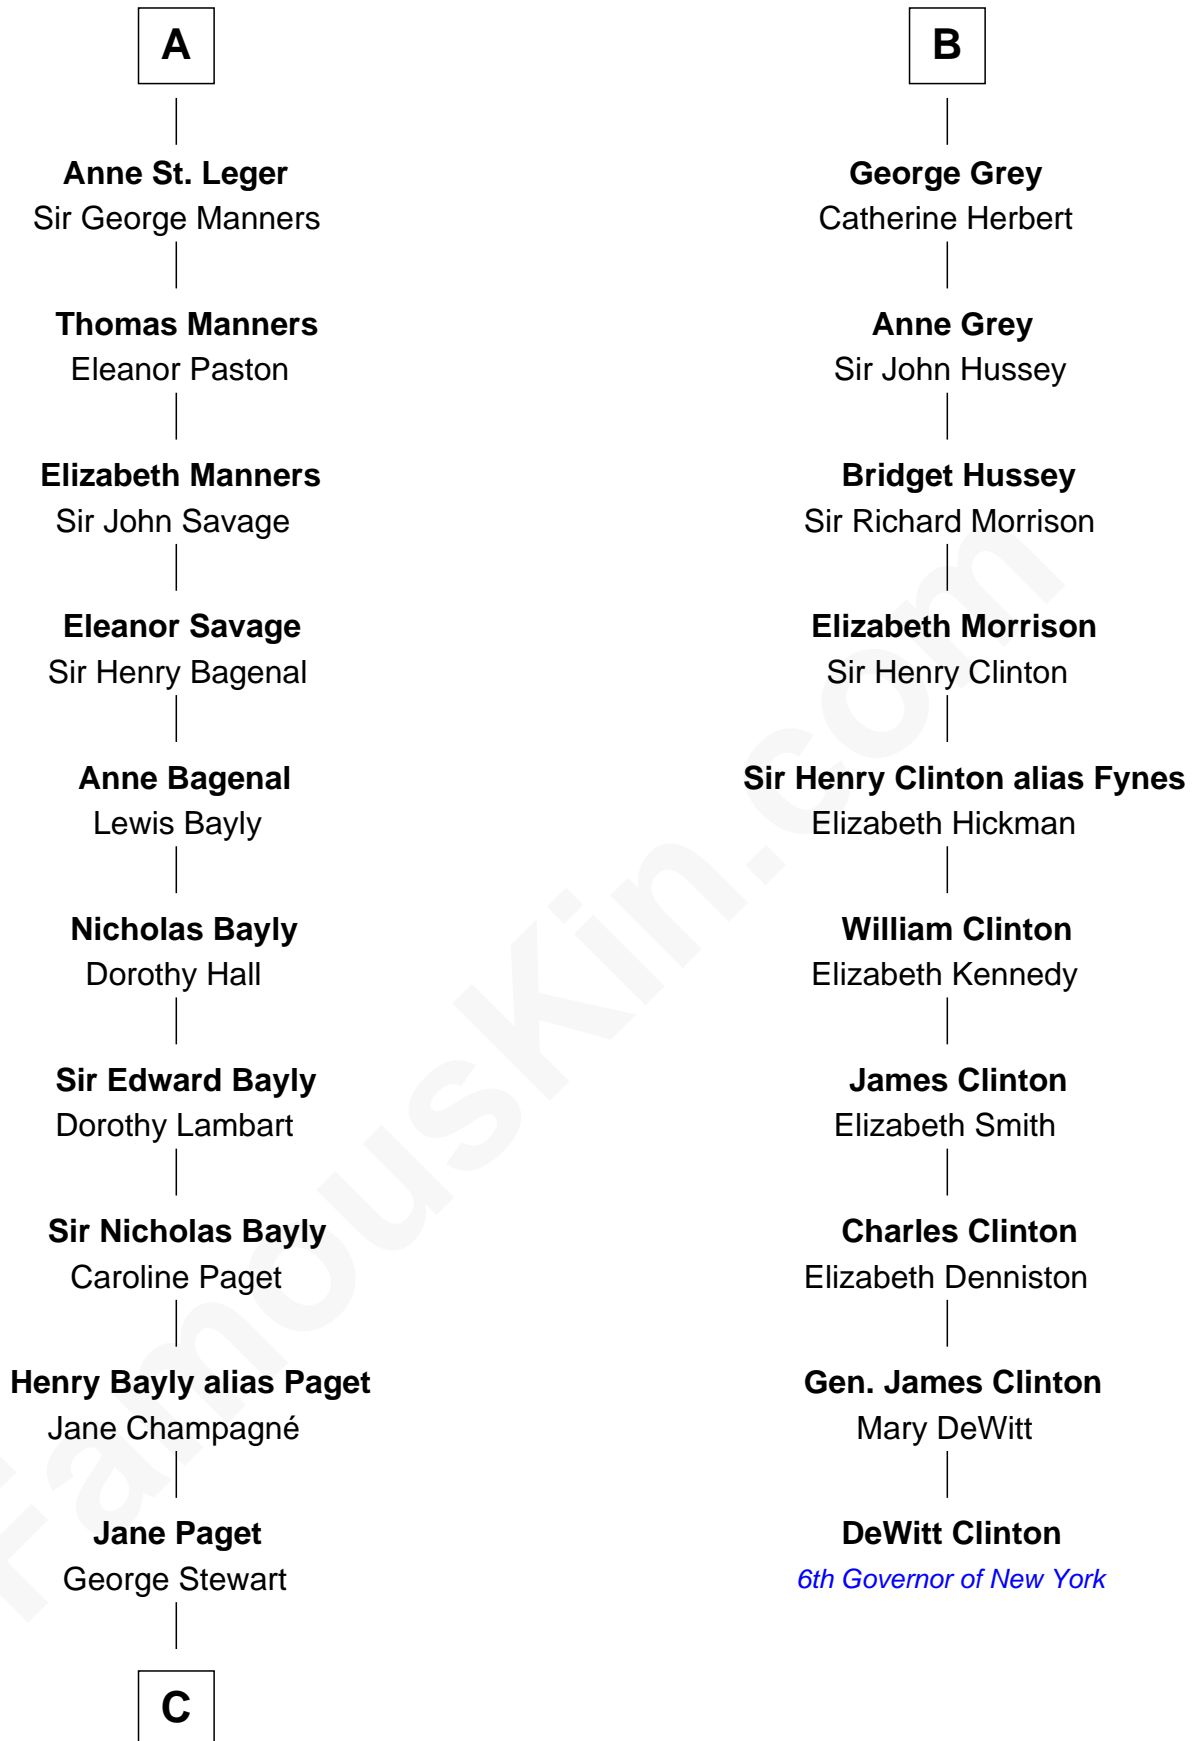 A
Anne St. Leger
Sir George Manners
Thomas Manners
Eleanor Paston
Elizabeth Manners
Sir John Savage
Eleanor Savage
Sir Henry Bagenal
Anne Bagenal
Lewis Bayly
Nicholas Bayly
Dorothy Hall
Sir Edward Bayly
Dorothy Lambart
Sir Nicholas Bayly
Caroline Paget
Henry Bayly alias Paget
Jane Champagné
Jane Paget
George Stewart
C
B
George Grey
Catherine Herbert
Anne Grey
Sir John Hussey
Bridget Hussey
Sir Richard Morrison
Elizabeth Morrison
Sir Henry Clinton
Sir Henry Clinton alias Fynes
Elizabeth Hickman
William Clinton
Elizabeth Kennedy
James Clinton
Elizabeth Smith
Charles Clinton
Elizabeth Denniston
Gen. James Clinton
Mary DeWitt
DeWitt Clinton
6th Governor of New York
FamousKin.com